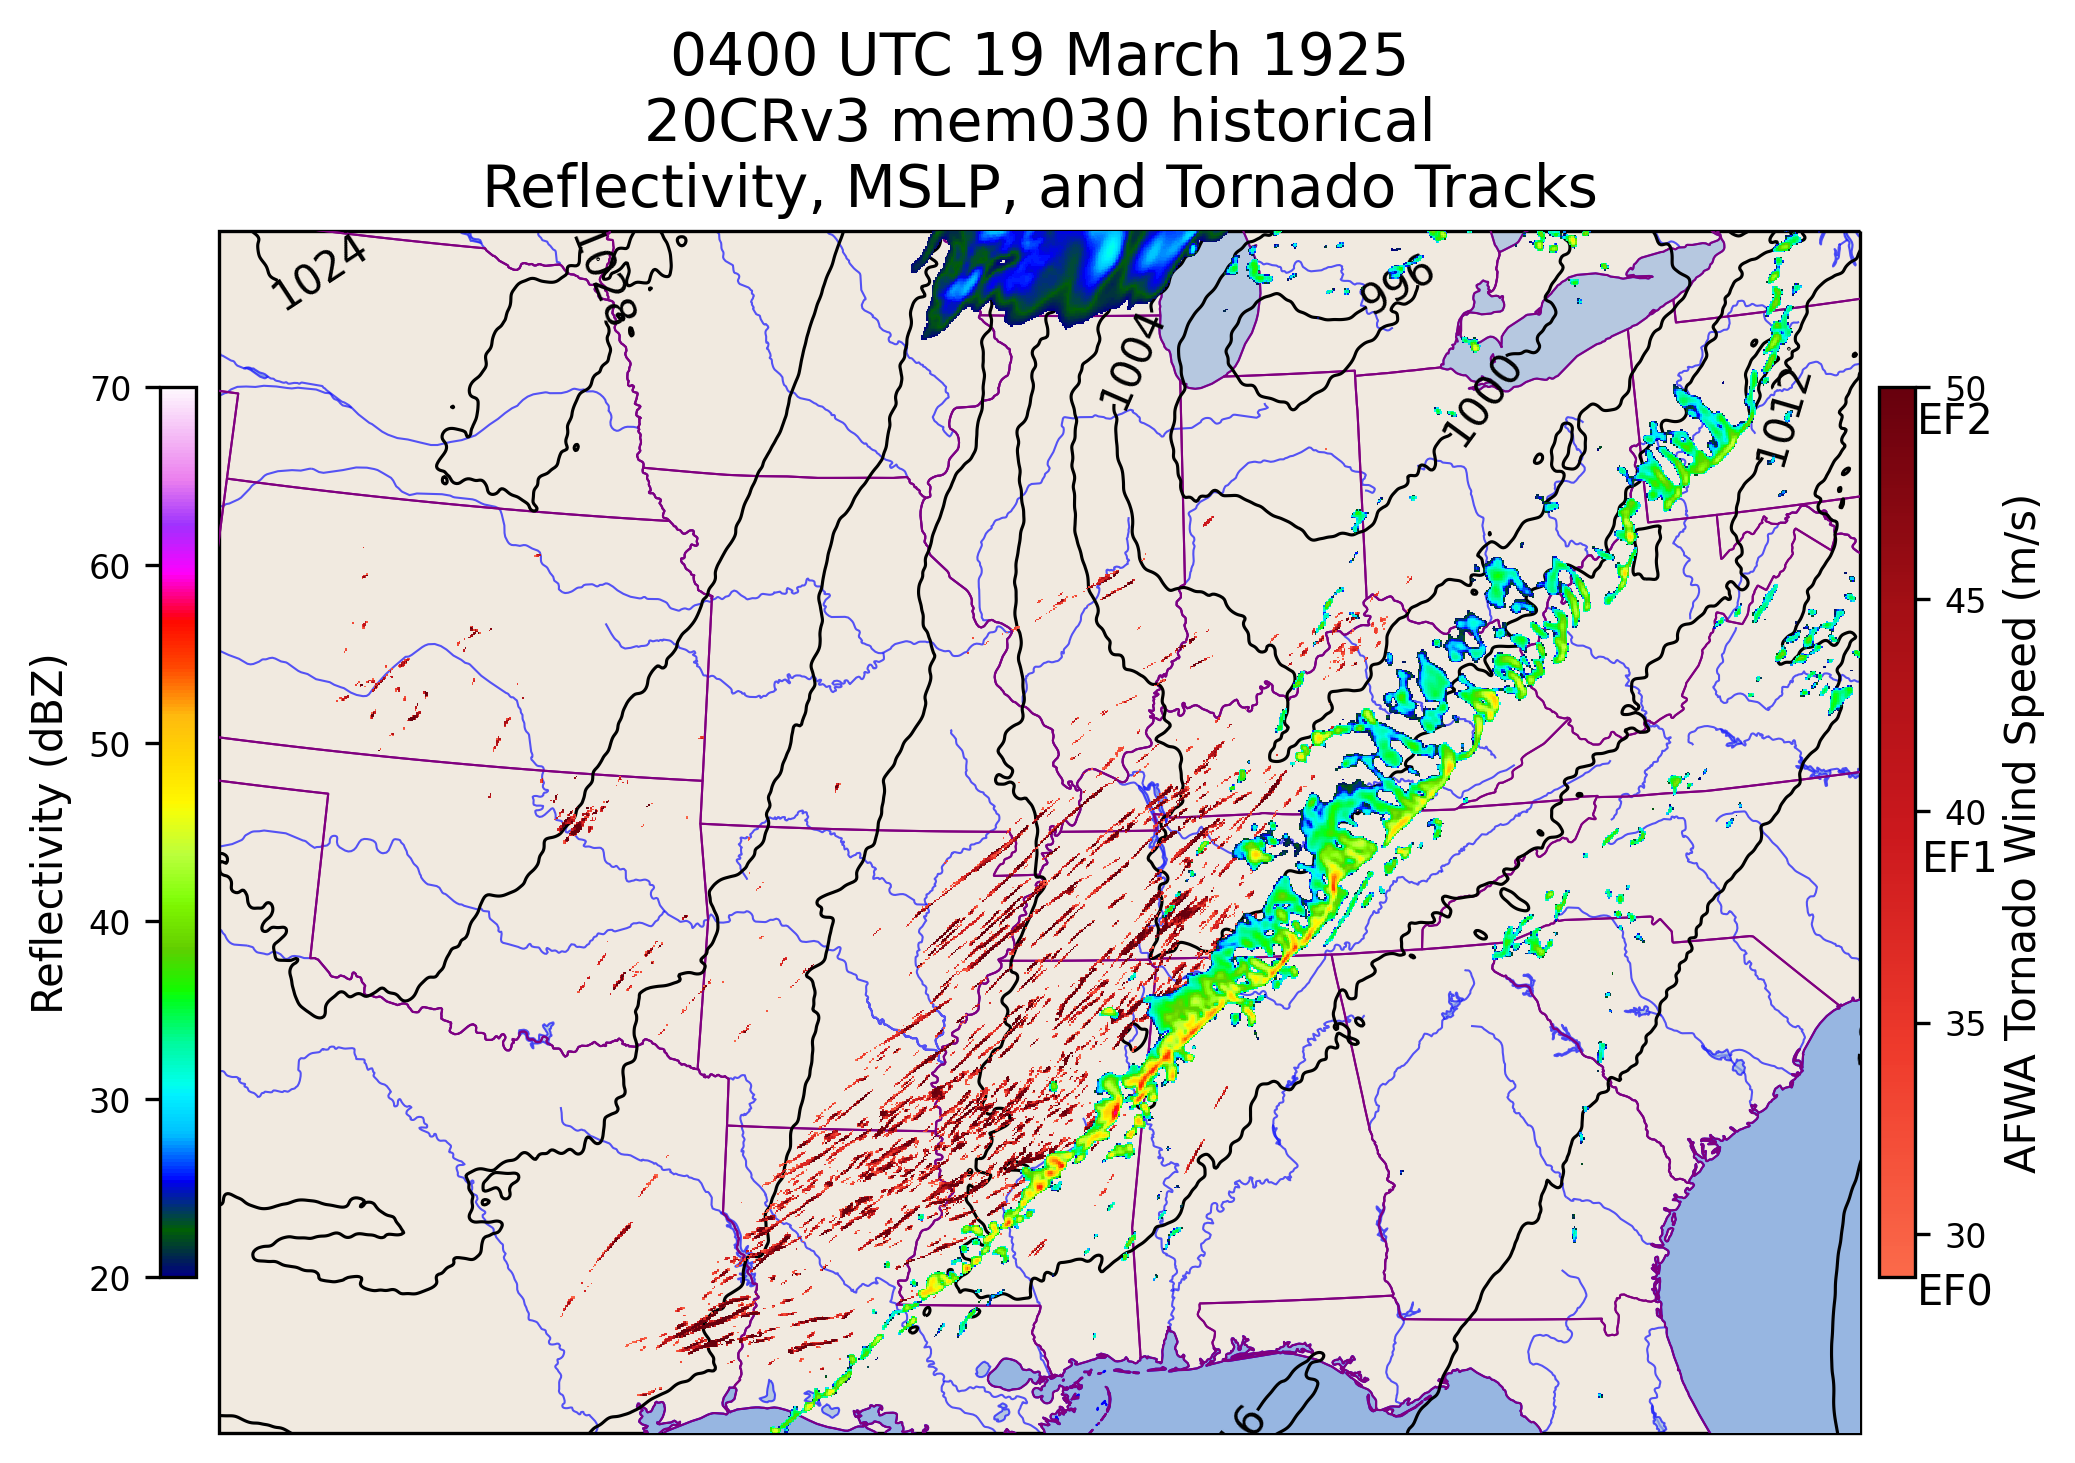 0400 UTC 19 March 1925
20CRv3 mem030 historical
Reflectivity, MSLP, and Tornado Tracks
1024
1028
996
1004
1000
1012
6
70
60
50
40
30
20
Reflectivity (dBZ)
50
EF2
45
40
EF1
35
30
EF0
AFWA Tornado Wind Speed (m/s)